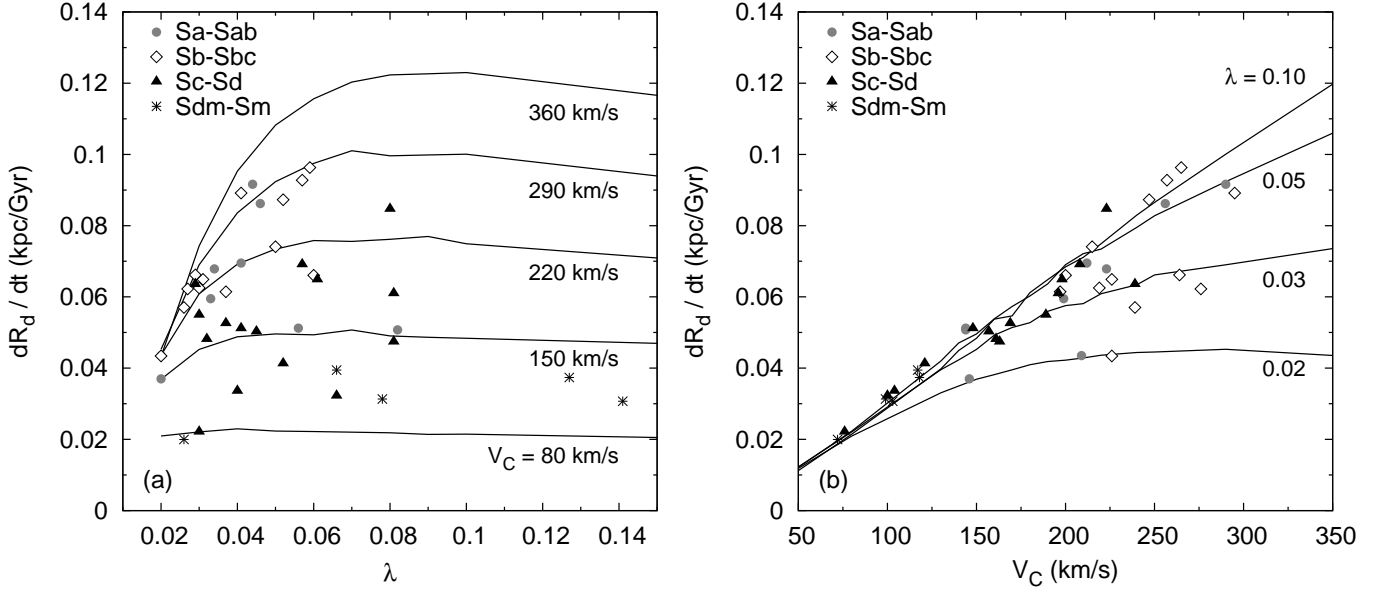 0.14
0.12
0.1
0.08
0.06
0.04
0.02
0
dR_d / dt (kpc/Gyr)
Sa-Sab
Sb-Sbc
Sc-Sd
Sdm-Sm
360 km/s
290 km/s
220 km/s
150 km/s
V_C = 80 km/s
(a)
0.02 0.04 0.06 0.08 0.1 0.12 0.14
λ
0.14
0.12
0.1
0.08
0.06
0.04
0.02
0
dR_d / dt (kpc/Gyr)
Sa-Sab
Sb-Sbc
Sc-Sd
Sdm-Sm
λ = 0.10
0.05
0.03
0.02
(b)
50 100 150 200 250 300 350
V_C (km/s)